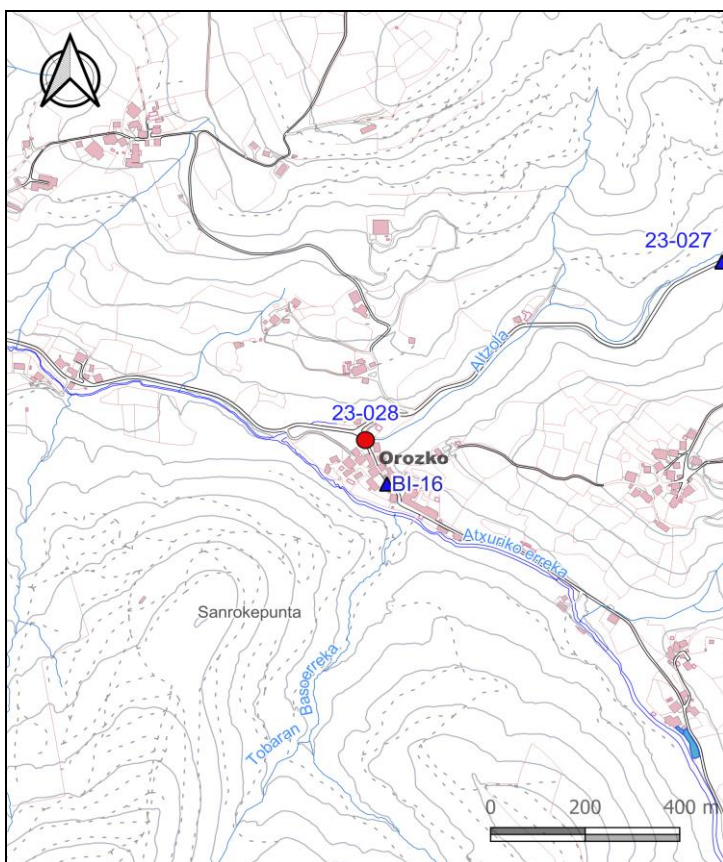 23-027
Altzola
23-028
Orozko
BI-16
Atxuriko erreka
Sanrokepunta
Tobaran Basoerreka
0 200 400 m